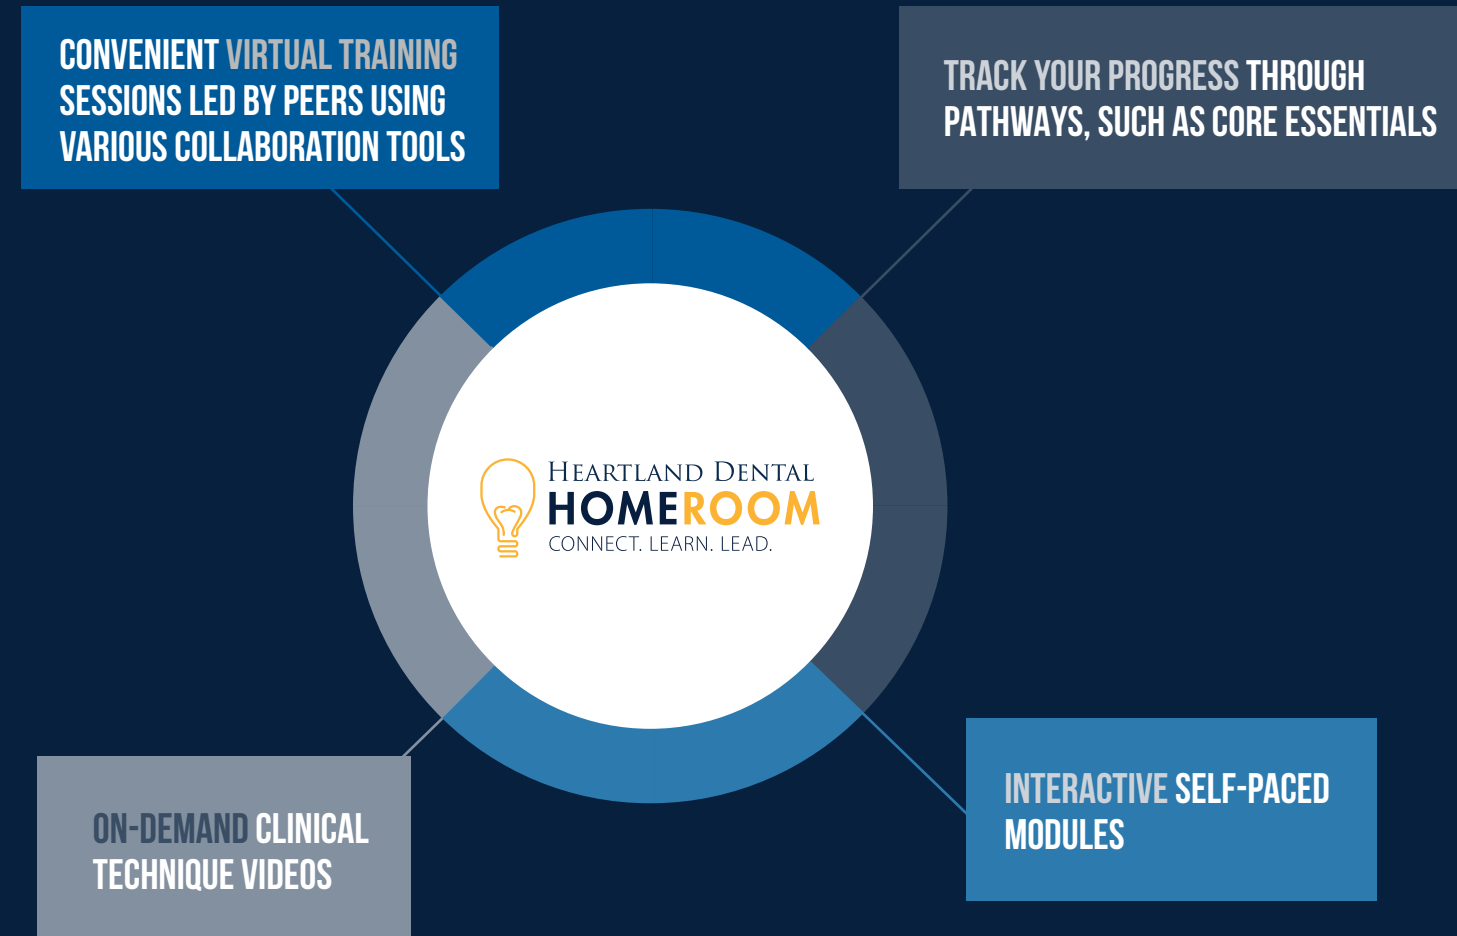 CONVENIENT VIRTUAL TRAINING
SESSIONS LED BY PEERS USING
VARIOUS COLLABORATION TOOLS
TRACK YOUR PROGRESS THROUGH
PATHWAYS, SUCH AS CORE ESSENTIALS
HEARTLAND DENTAL
HOMEROOM
CONNECT. LEARN. LEAD.
ON-DEMAND CLINICAL
TECHNIQUE VIDEOS
INTERACTIVE SELF-PACED
MODULES